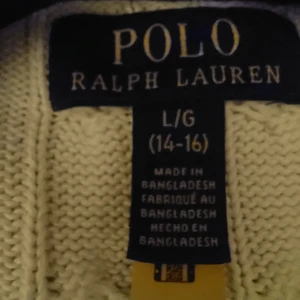 POLO
RALPH LAUREN
L/G
(14-16)
MADE IN
BANGLADESH
FABRIQUÉ AU
BANGLADESH
HECHO EN
BANGLADESH